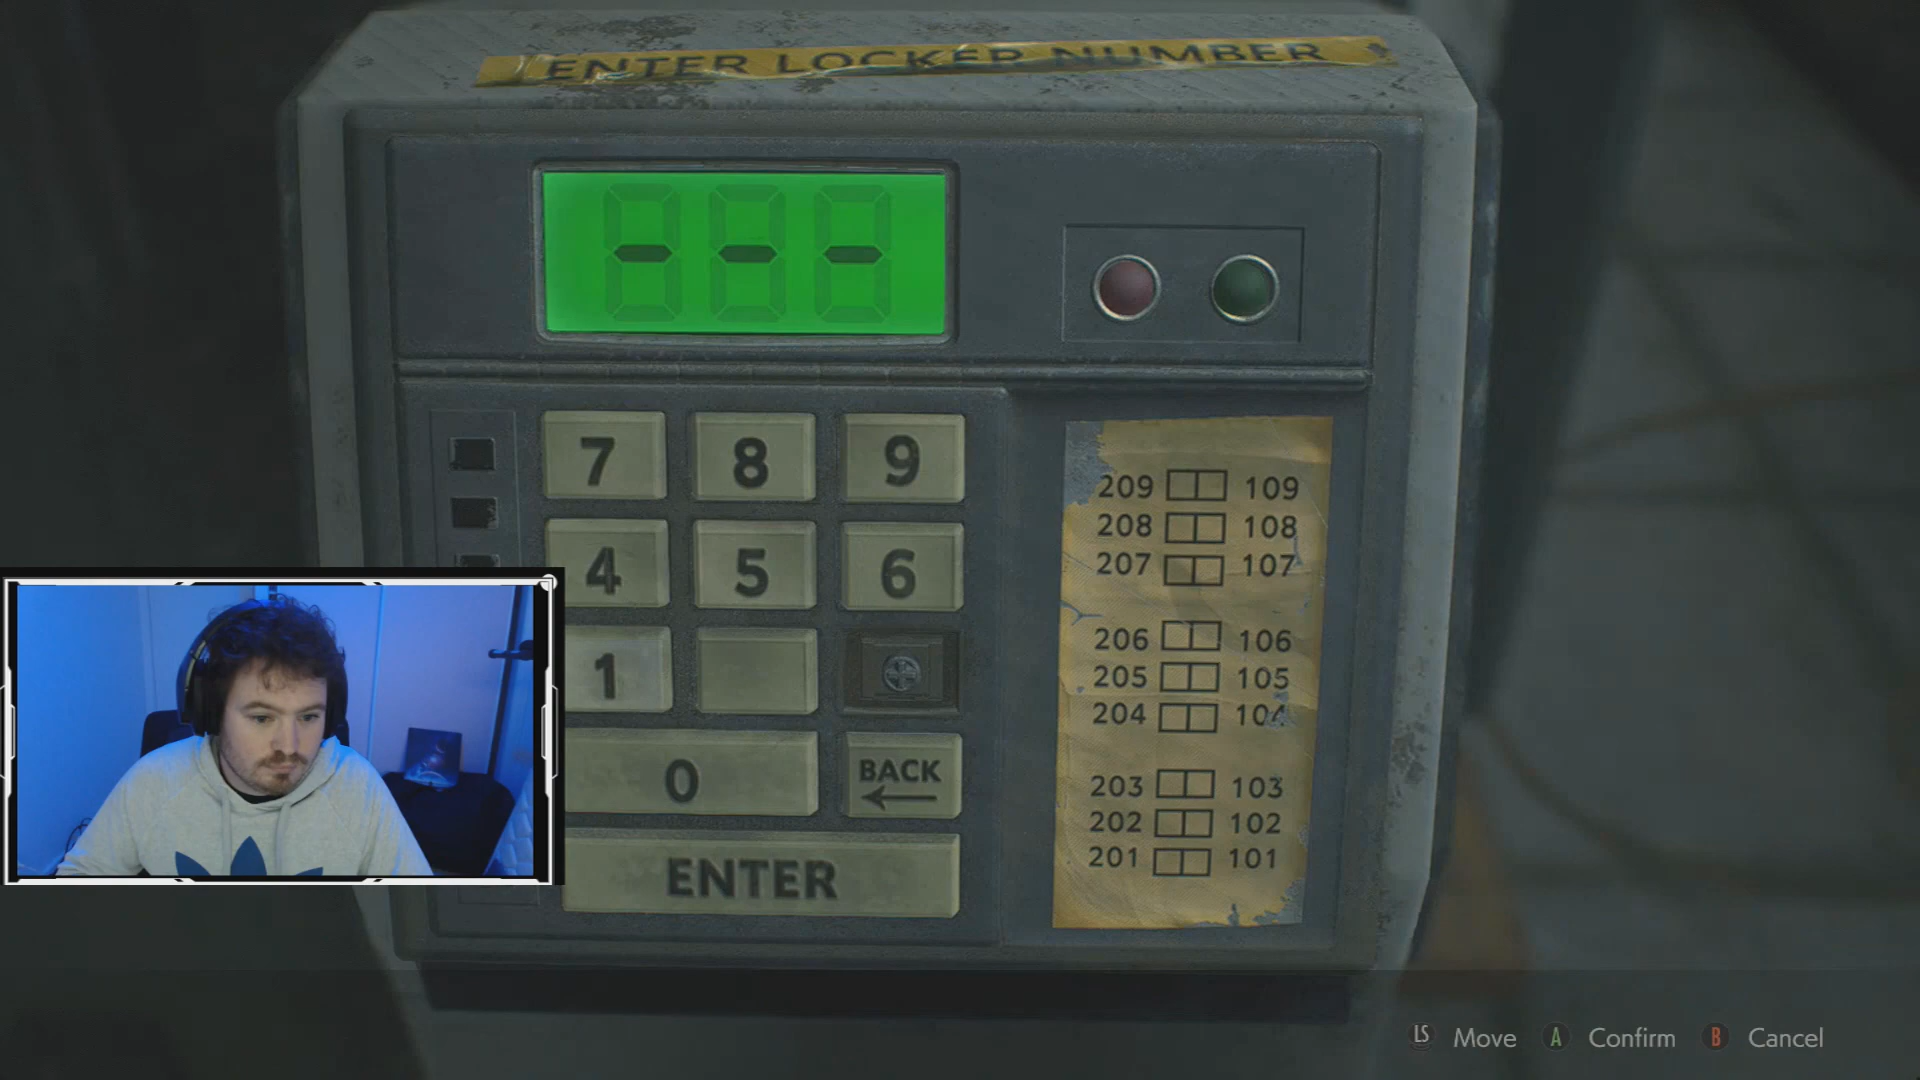 ENTER LOCKER NUMBER
7 8 9
4 5 6
1
0 BACK
ENTER
209 109
208 108
207 107
206 106
205 105
204 104
203 103
202 102
201 101
LS Move A Confirm B Cancel